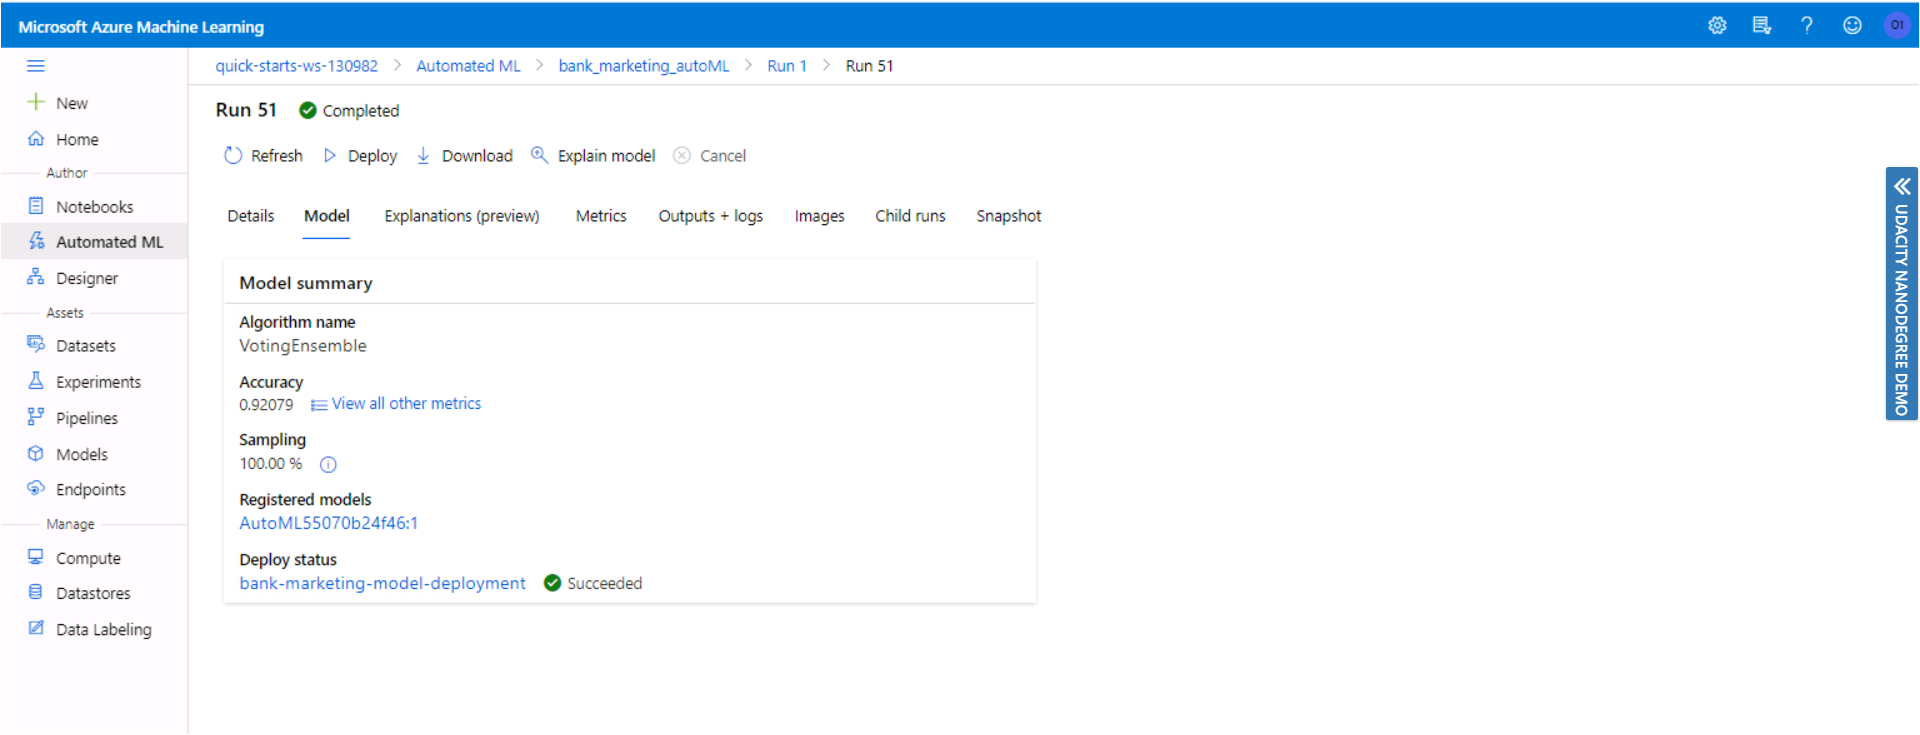 Microsoft Azure Machine Learning
O1
New
Home
Author
Notebooks
Automated ML
Designer
Assets
Datasets
Experiments
Pipelines
Models
Endpoints
Manage
Compute
Datastores
Data Labeling
quick-starts-ws-130982 > Automated ML > bank_marketing_autoML > Run 1 > Run 51
Run 51 Completed
Refresh Deploy Download Explain model Cancel
Details Model Explanations (preview) Metrics Outputs + logs Images Child runs Snapshot
Model summary
Algorithm name
VotingEnsemble
Accuracy
0.92079 View all other metrics
Sampling
100.00 %
Registered models
AutoML55070b24f46:1
Deploy status
bank-marketing-model-deployment Succeeded
UDACITY NANODEGREE DEMO